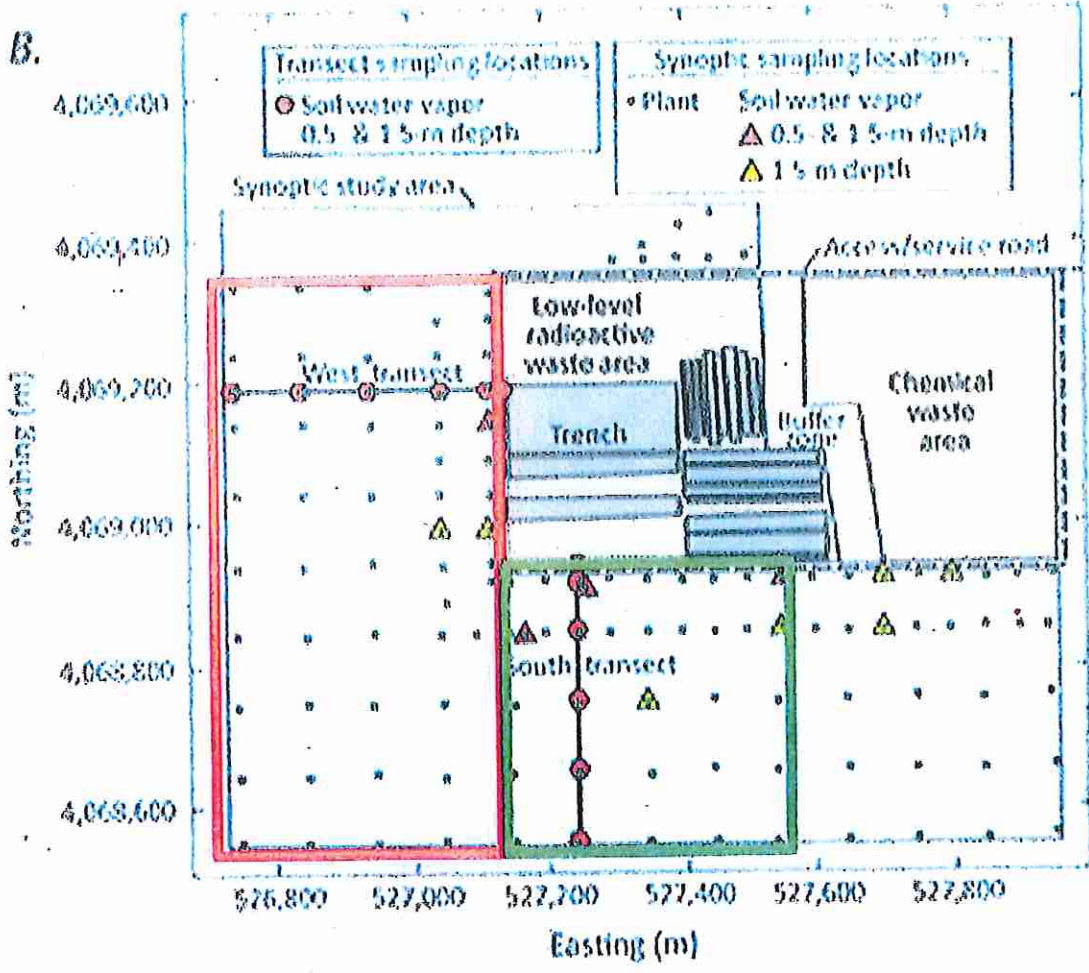 B.
Transect sampling locations
Soil water vapor
0.5- & 1.5-m depth
Synoptic sampling locations
Plant
Soil water vapor
0.5- & 1.5-m depth
1.5-m depth
Synoptic study area
Access/service road
Low-level
radioactive
waste area
West transect
Trench
Buffer
zone
Chemical
waste
area
South transect
4,069,600
4,069,400
4,069,200
4,069,000
4,068,800
4,068,600
Northing (m)
526,800
527,000
527,200
527,400
527,600
527,800
Easting (m)